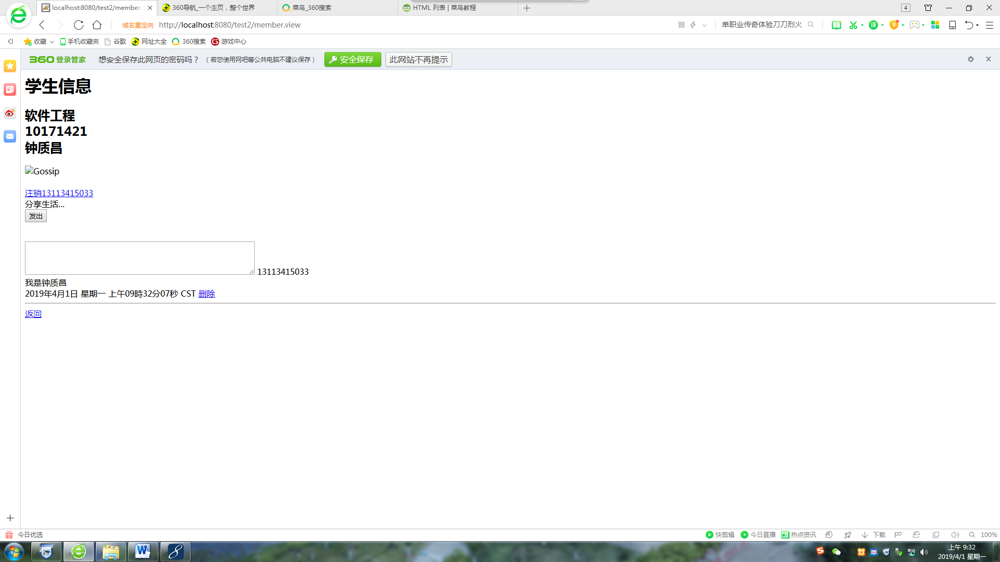 localhost:8080/test2/member.
360导航_一个主页，整个世界
菜鸟_360搜索
HTML 列表 | 菜鸟教程
4
域名重定向 http://localhost:8080/test2/member.view
单职业传奇体验刀刀烈火
译
收藏 手机收藏夹 谷歌 网址大全 360搜索 游戏中心
360 登录管家 想安全保存此网页的密码吗？ （若您使用网吧等公共电脑不建议保存） 安全保存 此网站不再提示
学生信息
软件工程
10171421
钟质昌
Gossip
注销13113415033
分享生活...
发出
13113415033
我是钟质昌
2019年4月1日 星期一 上午09時32分07秒 CST 删除
返回
今日优选
快剪辑 今日直播 热点资讯 下载 100%
上午 9:32
2019/4/1 星期一